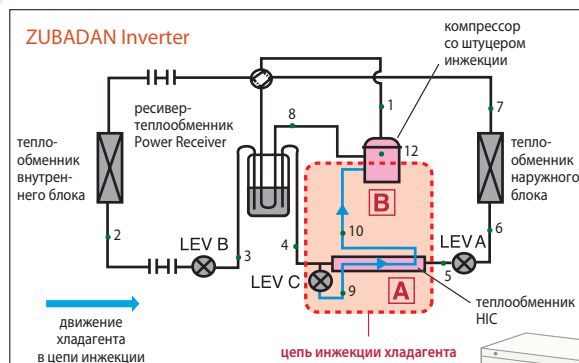 ZUBADAN Inverter
компрессор
со штуцером
инжекции
ресивер-
теплообменник
Power Receiver
8
1
7
12
тепло-
обменник
внутрен-
него блока
тепло-
обменник
наружного
блока
B
2
10
6
LEV B
3
4
LEV A
5
LEV C
9
A
теплообменник
HIC
движение
хладагента
в цепи инжекции
цепь инжекции хладагента